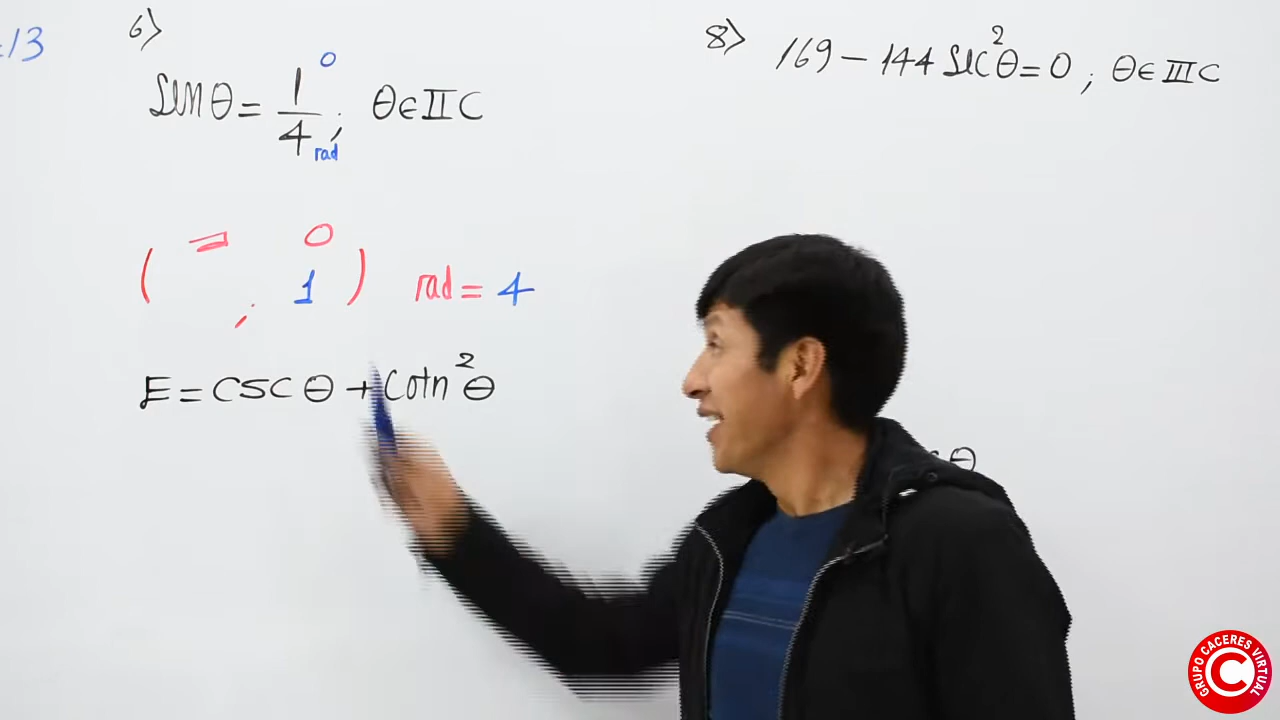 =13
6>
Senθ = 1/4 ; θ∈IIC
o
rad
( - , o 1 ) rad = 4
E = CSC θ + Cotn²θ
8> 169 - 144 Sec²θ = 0 ; θ∈IIIC
θ
GRUPO CACERES VIRTUAL
C